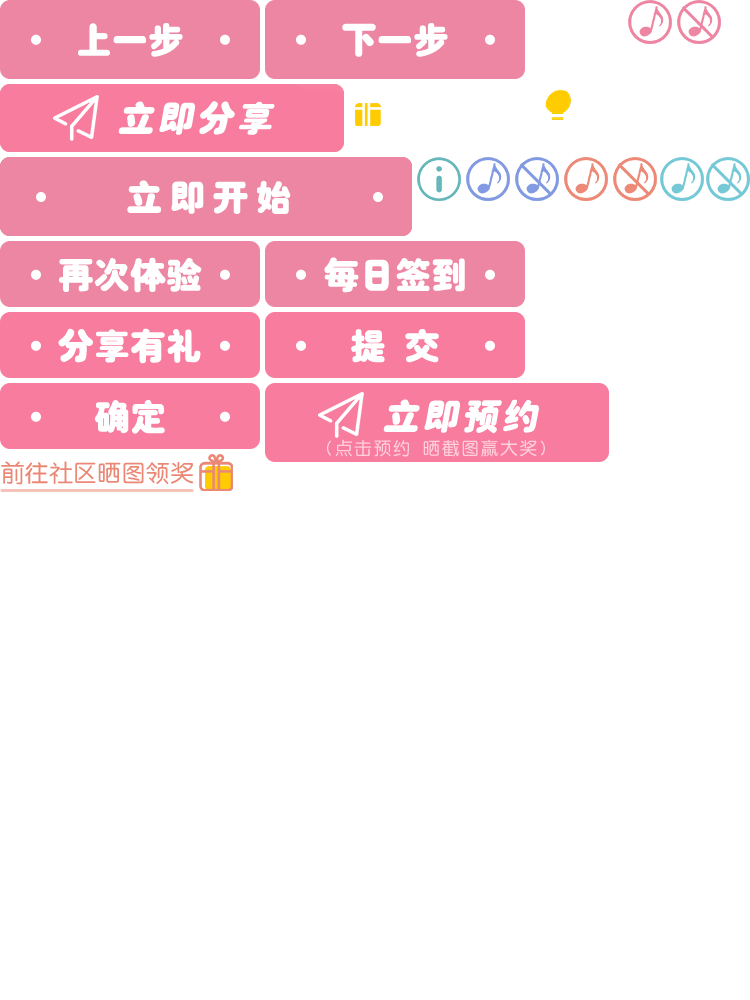 上一步
下一步
立即分享
立即开始
再次体验
每日签到
分享有礼
提 交
确定
立即预约
（点击预约 晒截图赢大奖）
前往社区晒图领奖